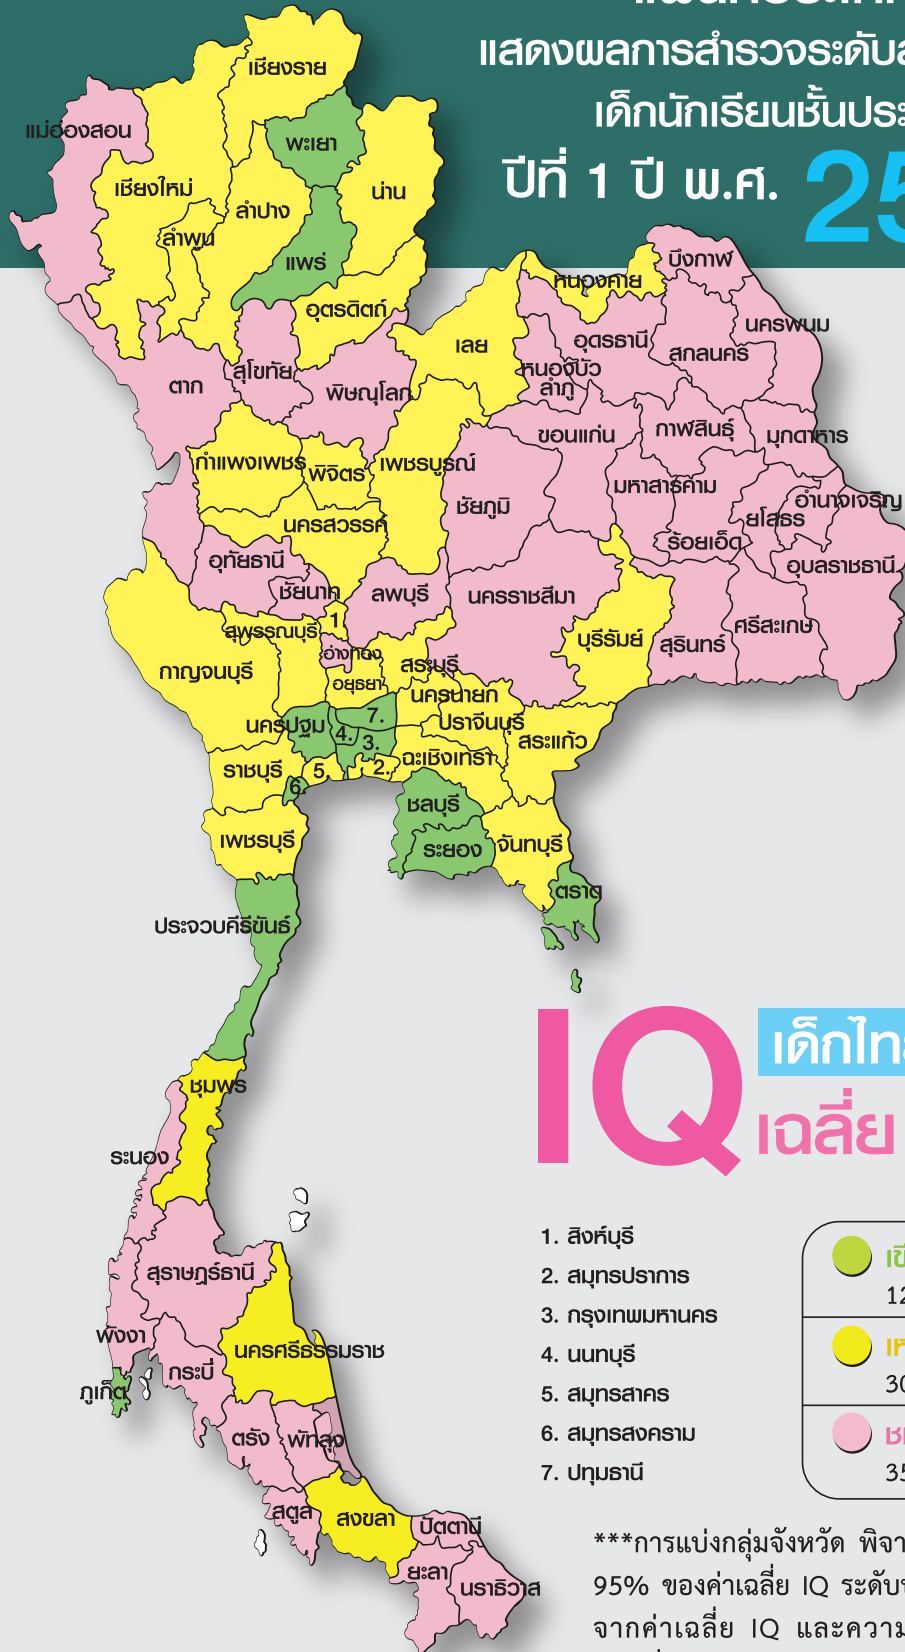 แสดงผลการสำรวจระดับส
เด็กนักเรียนชั้นประ
ปีที่ 1 ปี พ.ศ. 25
เชียงราย
แม่ฮ่องสอน
พะเยา
เชียงใหม่
น่าน
ลำปาง
ลำพูน
แพร่
บึงกาฬ
หนองคาย
อุตรดิตถ์
นครพนม
เลย
อุดรธานี
สกลนคร
สุโขทัย
หนองบัว
ลำภู
ตาก
พิษณุโลก
ขอนแก่น
กาฬสินธุ์
มุกดาหาร
กำแพงเพชร
พิจิตร
เพชรบูรณ์
มหาสารคาม
อำนาจเจริญ
ชัยภูมิ
ยโสธร
นครสวรรค์
ร้อยเอ็ด
อุทัยธานี
อุบลราชธานี
ชัยนาท
ลพบุรี
นครราชสีมา
1
สุพรรณบุรี
บุรีรัมย์
สุรินทร์
ศรีสะเกษ
อ่างทอง
สระบุรี
กาญจนบุรี
อยุธยา
นครนายก
นครปฐม
7.
ปราจีนบุรี
4.
3.
สระแก้ว
ราชบุรี
5.
2.
ฉะเชิงเทรา
6.
ชลบุรี
เพชรบุรี
ระยอง
จันทบุรี
ตราด
ประจวบคีรีขันธ์
IQ
เด็กไทย
เฉลี่ย
ชุมพร
ระนอง
สุราษฎร์ธานี
พังงา
นครศรีธรรมราช
กระบี่
ภูเก็ต
ตรัง
พัทลุง
สตูล
สงขลา
ปัตตานี
ยะลา
นราธิวาส
1. สิงห์บุรี
2. สมุทรปราการ
3. กรุงเทพมหานคร
4. นนทบุรี
5. สมุทรสาคร
6. สมุทรสงคราม
7. ปทุมธานี
12
30
35
***การแบ่งกลุ่มจังหวัด พิจา
95% ของค่าเฉลี่ย IQ ระดับ
จากค่าเฉลี่ย IQ และความ